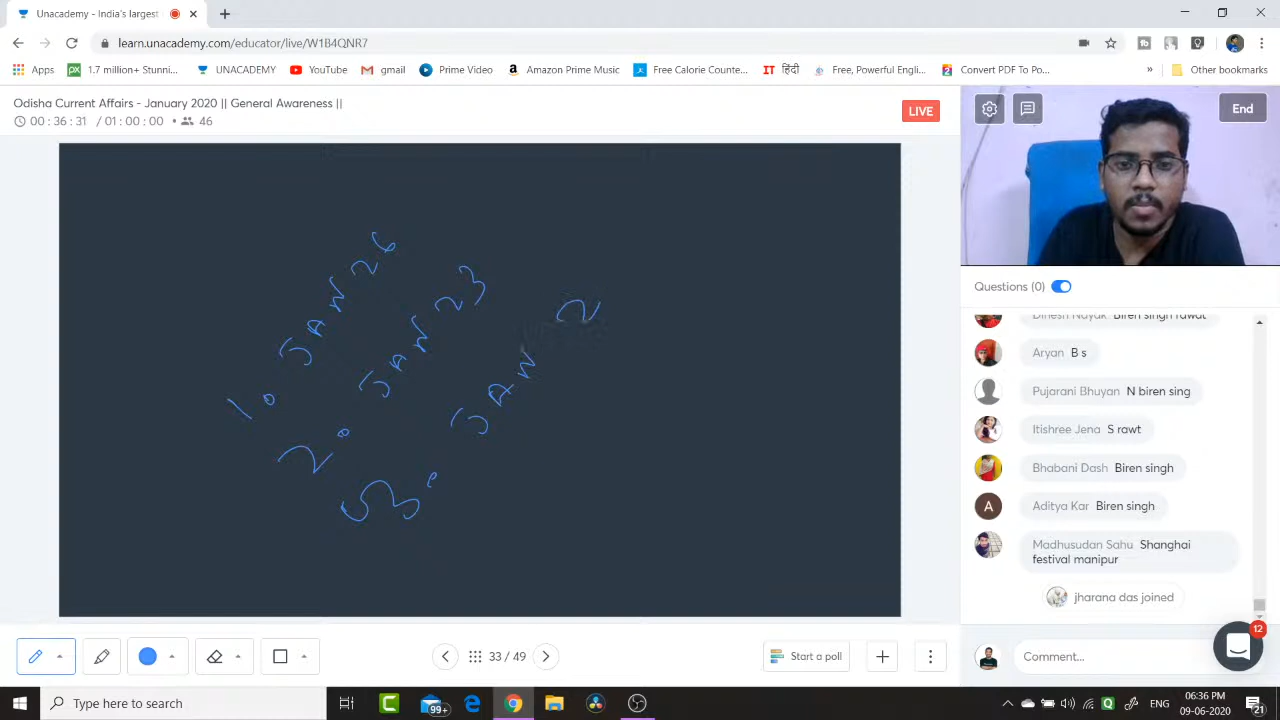 Unacademy - India's largest
learn.unacademy.com/educator/live/W1B4QNR7
Apps
1.7 million+ Stunni...
UNACADEMY
YouTube
gmail
Prime Video
Amazon Prime Music
Free Calorie Counte...
IT हिंदी
Free, Powerful Engli...
Convert PDF To Po...
»
Other bookmarks
Odisha Current Affairs - January 2020 || General Awareness ||
00 : 36 : 31 / 01 : 00 : 00 • 46
LIVE
End
1. JAN 26
2. JAN 23
3. JAN 2
Questions (0)
Dinesh Nayak Biren singh rawat
Aryan B s
Pujarani Bhuyan N biren sing
Itishree Jena S rawt
Bhabani Dash Biren singh
A Aditya Kar Biren singh
Madhusudan Sahu Shanghai
festival manipur
jharana das joined
12
Comment...
33 / 49
Start a poll
Type here to search
99+
ENG
06:36 PM
09-06-2020
21